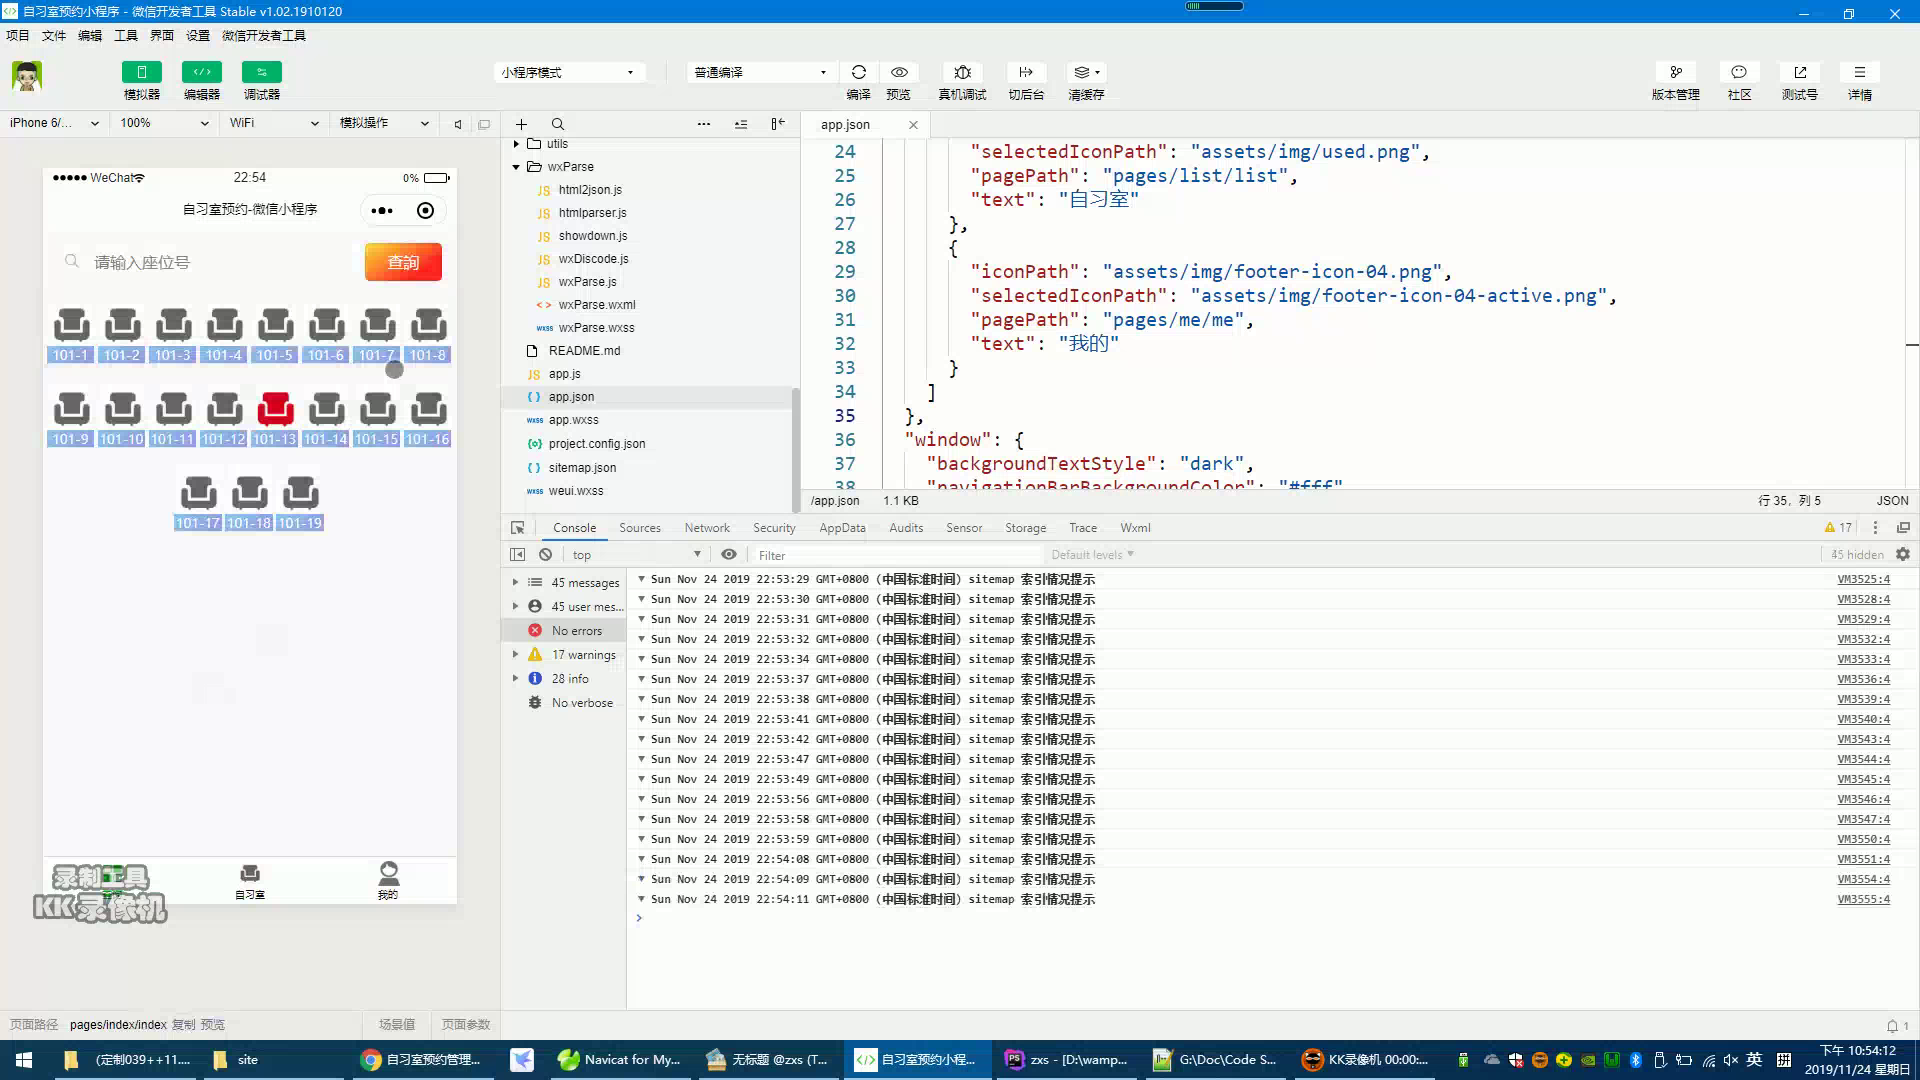 自习室预约小程序 - 微信开发者工具 Stable v1.02.1910120
项目 文件 编辑 工具 界面 设置 微信开发者工具
模拟器 编辑器 调试器
小程序模式 普通编译
编译 预览 真机调试 切后台 清缓存
版本管理 社区 测试号 详情
iPhone 6/... 100% WiFi 模拟操作
WeChat 22:54 0%
自习室预约-微信小程序
请输入座位号 查詢
101-1 101-2 101-3 101-4 101-5 101-6 101-7 101-8
101-9 101-10 101-11 101-12 101-13 101-14 101-15 101-16
101-17 101-18 101-19
自习室 我的
录制工具
KK录像机
页面路径 pages/index/index 复制 预览 场景值 页面参数
utils
wxParse
JS html2json.js
JS htmlparser.js
JS showdown.js
JS wxDiscode.js
JS wxParse.js
<> wxParse.wxml
wxss wxParse.wxss
README.md
JS app.js
{} app.json
wxss app.wxss
{o} project.config.json
{} sitemap.json
wxss weui.wxss
app.json
24 "selectedIconPath": "assets/img/used.png",
25 "pagePath": "pages/list/list",
26 "text": "自习室"
27 },
28 {
29 "iconPath": "assets/img/footer-icon-04.png",
30 "selectedIconPath": "assets/img/footer-icon-04-active.png",
31 "pagePath": "pages/me/me",
32 "text": "我的"
33 }
34 ]
35 },
36 "window": {
37 "backgroundTextStyle": "dark",
38 "navigationBarBackgroundColor": "#fff"
/app.json 1.1 KB 行 35, 列 5 JSON
Console Sources Network Security AppData Audits Sensor Storage Trace Wxml 17
top Filter Default levels 45 hidden
45 messages
45 user mes...
No errors
17 warnings
28 info
No verbose
Sun Nov 24 2019 22:53:29 GMT+0800 (中国标准时间) sitemap 索引情况提示 VM3525:4
Sun Nov 24 2019 22:53:30 GMT+0800 (中国标准时间) sitemap 索引情况提示 VM3528:4
Sun Nov 24 2019 22:53:31 GMT+0800 (中国标准时间) sitemap 索引情况提示 VM3529:4
Sun Nov 24 2019 22:53:32 GMT+0800 (中国标准时间) sitemap 索引情况提示 VM3532:4
Sun Nov 24 2019 22:53:34 GMT+0800 (中国标准时间) sitemap 索引情况提示 VM3533:4
Sun Nov 24 2019 22:53:37 GMT+0800 (中国标准时间) sitemap 索引情况提示 VM3536:4
Sun Nov 24 2019 22:53:38 GMT+0800 (中国标准时间) sitemap 索引情况提示 VM3539:4
Sun Nov 24 2019 22:53:41 GMT+0800 (中国标准时间) sitemap 索引情况提示 VM3540:4
Sun Nov 24 2019 22:53:42 GMT+0800 (中国标准时间) sitemap 索引情况提示 VM3543:4
Sun Nov 24 2019 22:53:47 GMT+0800 (中国标准时间) sitemap 索引情况提示 VM3544:4
Sun Nov 24 2019 22:53:49 GMT+0800 (中国标准时间) sitemap 索引情况提示 VM3545:4
Sun Nov 24 2019 22:53:56 GMT+0800 (中国标准时间) sitemap 索引情况提示 VM3546:4
Sun Nov 24 2019 22:53:58 GMT+0800 (中国标准时间) sitemap 索引情况提示 VM3547:4
Sun Nov 24 2019 22:53:59 GMT+0800 (中国标准时间) sitemap 索引情况提示 VM3550:4
Sun Nov 24 2019 22:54:08 GMT+0800 (中国标准时间) sitemap 索引情况提示 VM3551:4
Sun Nov 24 2019 22:54:09 GMT+0800 (中国标准时间) sitemap 索引情况提示 VM3554:4
Sun Nov 24 2019 22:54:11 GMT+0800 (中国标准时间) sitemap 索引情况提示 VM3555:4
1
(定制039++11.... site 自习室预约管理... Navicat for My... 无标题 @zxs (T... 自习室预约小程... zxs - [D:\wamp... G:\Doc\Code S... KK录像机 00:00:... 英 拼
下午 10:54:12
2019/11/24 星期日